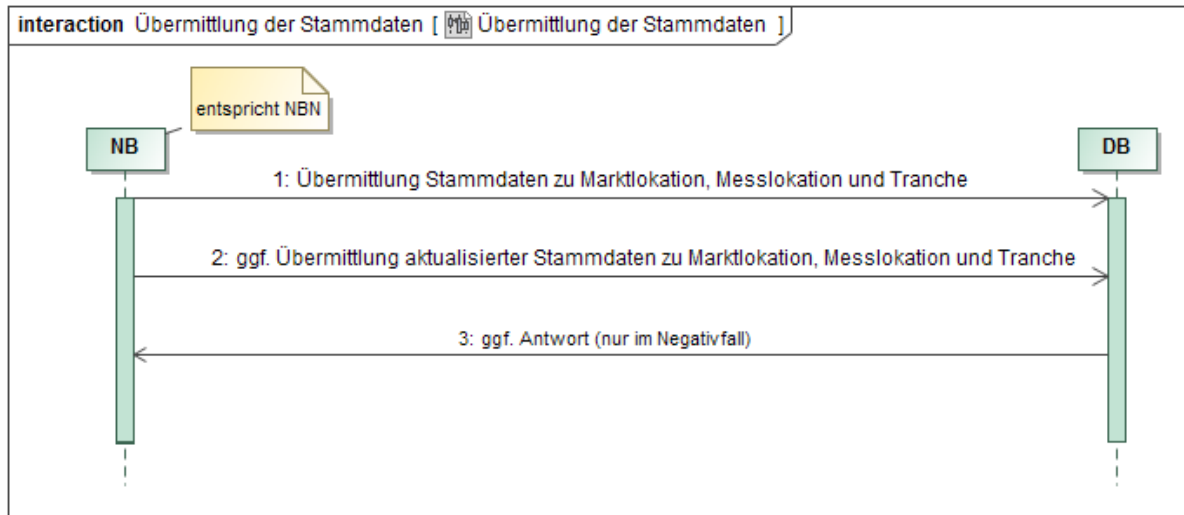 interaction Übermittlung der Stammdaten [ Übermittlung der Stammdaten ]
entspricht NBN
NB
DB
1: Übermittlung Stammdaten zu Marktlokation, Messlokation und Tranche
2: ggf. Übermittlung aktualisierter Stammdaten zu Marktlokation, Messlokation und Tranche
3: ggf. Antwort (nur im Negativfall)